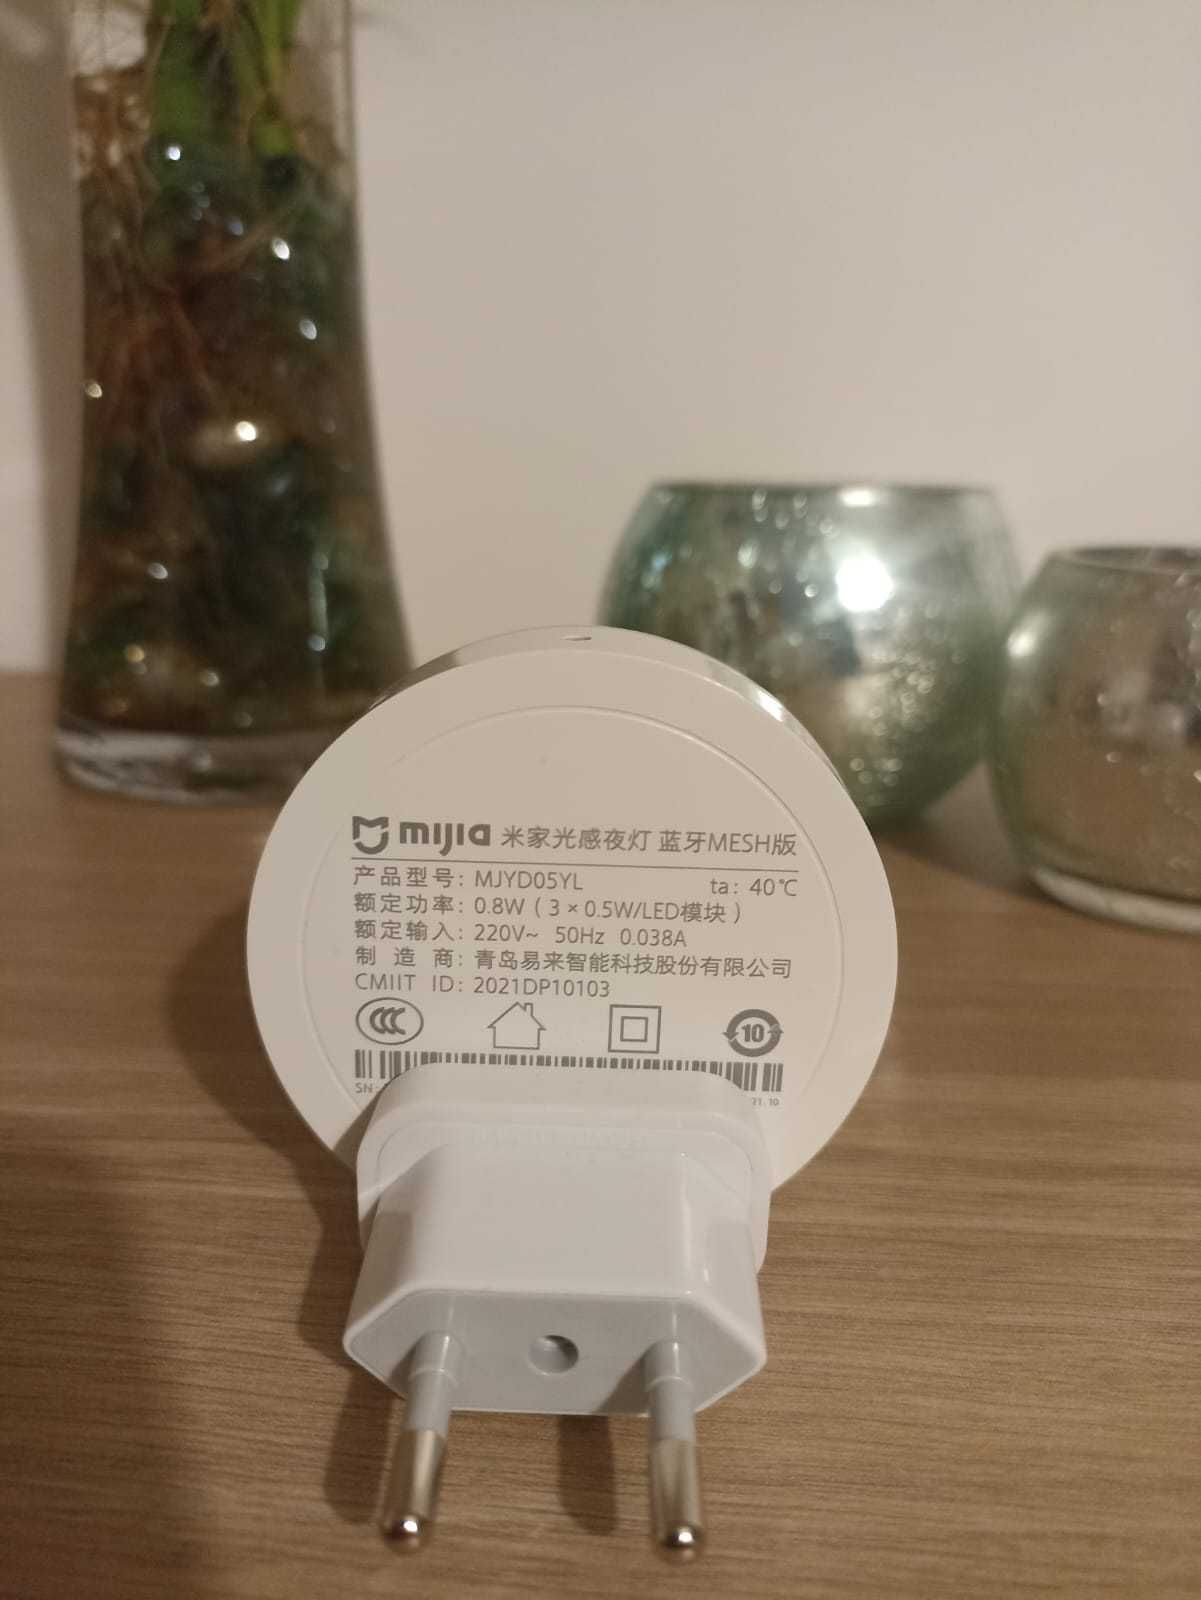 mijia 米家光感夜灯 蓝牙MESH版
产品型号: MJYD05YL ta: 40℃
额定功率: 0.8W ( 3 × 0.5W/LED模块 )
额定输入: 220V~ 50Hz 0.038A
制 造 商: 青岛易来智能科技股份有限公司
CMIIT ID: 2021DP10103
CCC
10
SN: